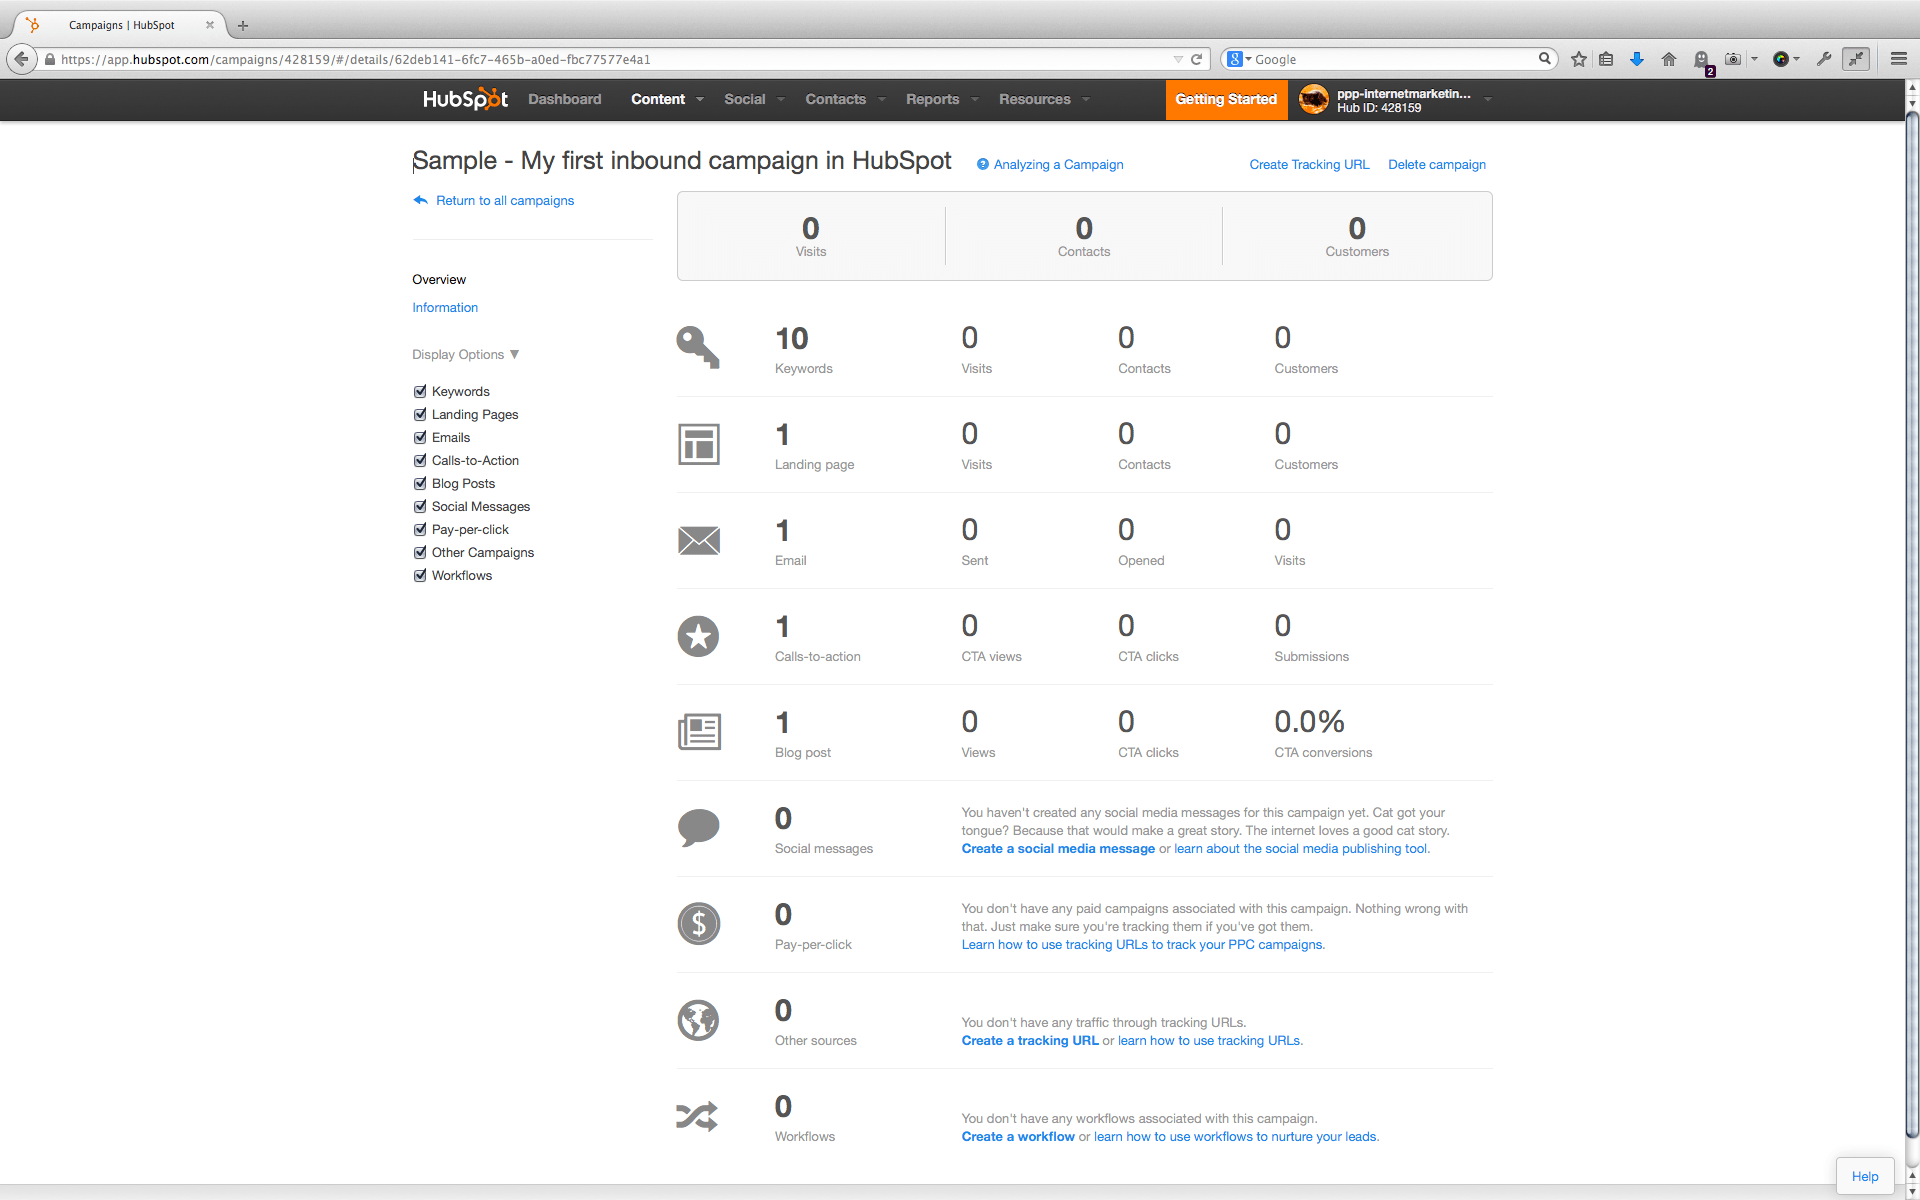 Campaigns | HubSpot
https://app.hubspot.com/campaigns/428159/#/details/62deb141-6fc7-465b-a0ed-fbc77577e4a1
Google
2
HubSpot Dashboard Content Social Contacts Reports Resources Getting Started
ppp-internetmarketin...
Hub ID: 428159
Sample - My first inbound campaign in HubSpot
Analyzing a Campaign
Create Tracking URL Delete campaign
Return to all campaigns
Overview
Information
Display Options ▼
Keywords
Landing Pages
Emails
Calls-to-Action
Blog Posts
Social Messages
Pay-per-click
Other Campaigns
Workflows
0 0 0
Visits Contacts Customers
10 0 0 0
Keywords Visits Contacts Customers
1 0 0 0
Landing page Visits Contacts Customers
1 0 0 0
Email Sent Opened Visits
1 0 0 0
Calls-to-action CTA views CTA clicks Submissions
1 0 0 0.0%
Blog post Views CTA clicks CTA conversions
0
Social messages
You haven't created any social media messages for this campaign yet. Cat got your
tongue? Because that would make a great story. The internet loves a good cat story.
Create a social media message or learn about the social media publishing tool.
0
Pay-per-click
You don't have any paid campaigns associated with this campaign. Nothing wrong with
that. Just make sure you're tracking them if you've got them.
Learn how to use tracking URLs to track your PPC campaigns.
0
Other sources
You don't have any traffic through tracking URLs.
Create a tracking URL or learn how to use tracking URLs.
0
Workflows
You don't have any workflows associated with this campaign.
Create a workflow or learn how to use workflows to nurture your leads.
Help